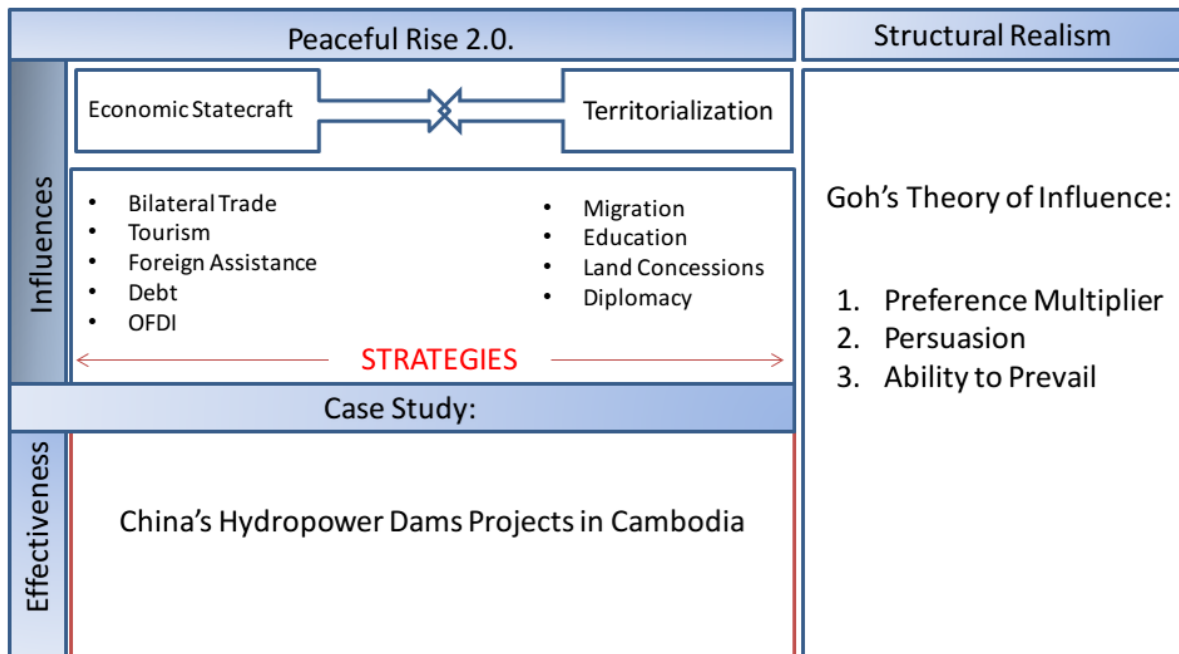 Peaceful Rise 2.0.
Structural Realism
Influences
Economic Statecraft
Territorialization
• Bilateral Trade
• Tourism
• Foreign Assistance
• Debt
• OFDI
• Migration
• Education
• Land Concessions
• Diplomacy
STRATEGIES
Case Study:
Effectiveness
China’s Hydropower Dams Projects in Cambodia
Goh’s Theory of Influence:
1. Preference Multiplier
2. Persuasion
3. Ability to Prevail